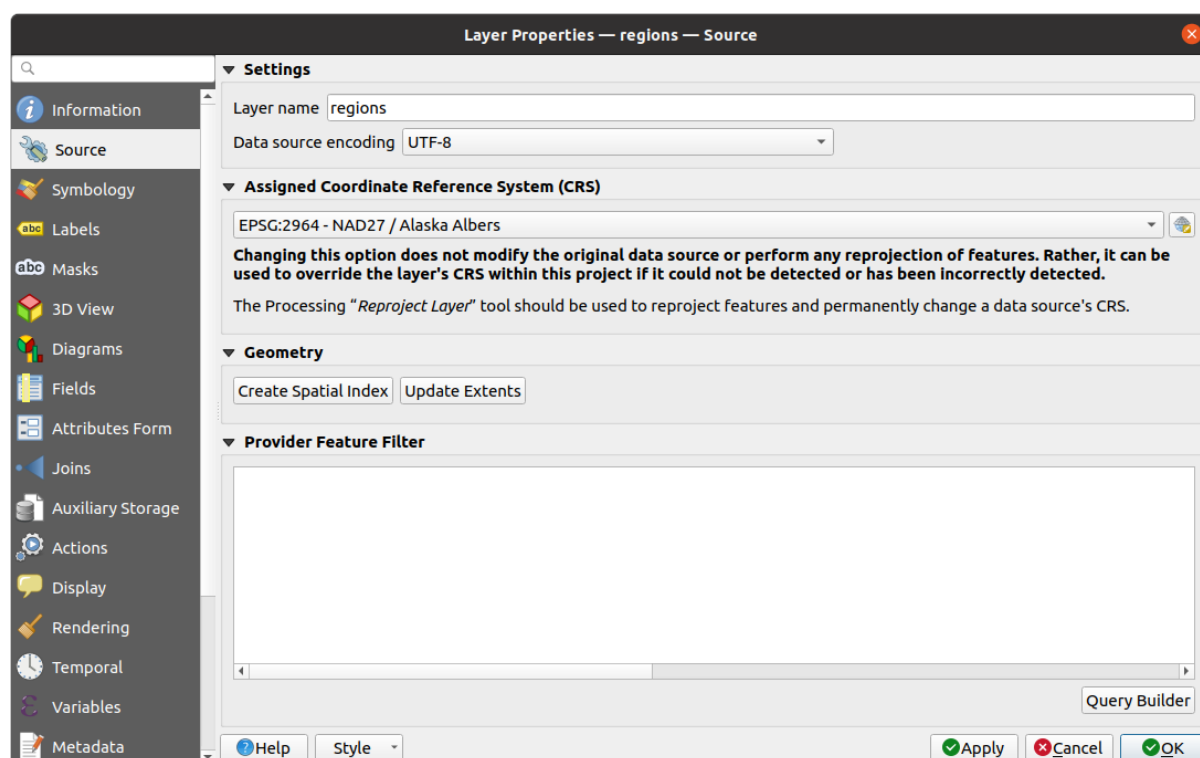 Layer Properties — regions — Source
Information
Source
Symbology
abc Labels
abc Masks
3D View
Diagrams
Fields
Attributes Form
Joins
Auxiliary Storage
Actions
Display
Rendering
Temporal
Variables
Metadata
Settings
Layer name regions
Data source encoding UTF-8
Assigned Coordinate Reference System (CRS)
EPSG:2964 - NAD27 / Alaska Albers
Changing this option does not modify the original data source or perform any reprojection of features. Rather, it can be
used to override the layer's CRS within this project if it could not be detected or has been incorrectly detected.
The Processing “Reproject Layer” tool should be used to reproject features and permanently change a data source's CRS.
Geometry
Create Spatial Index Update Extents
Provider Feature Filter
Query Builder
Help Style Apply Cancel OK